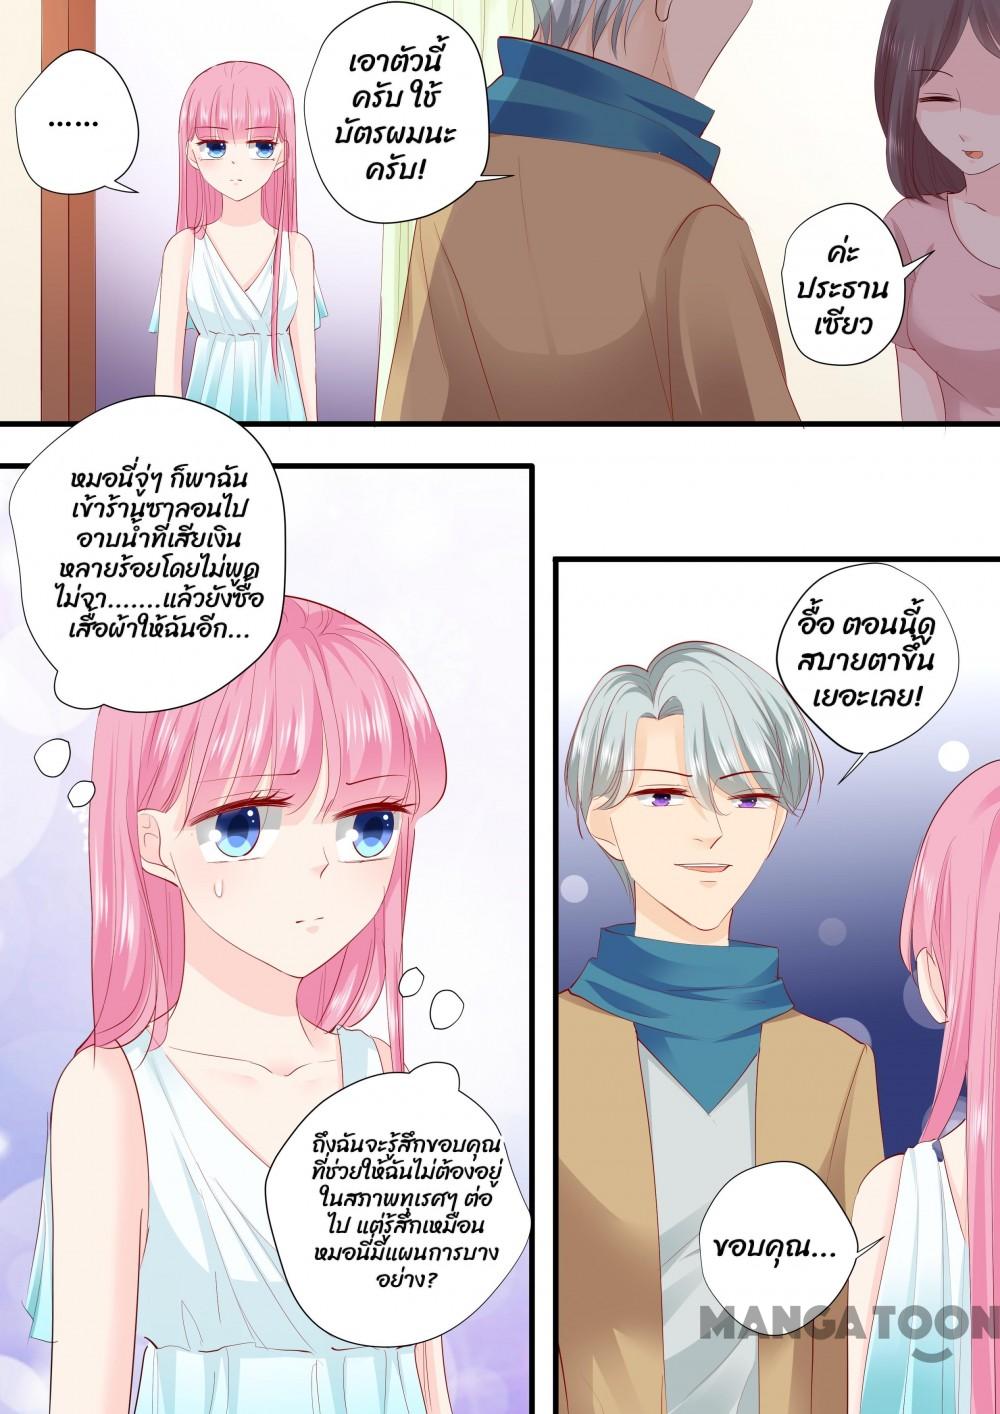 ......
เอาตัวนี้
ครับ ใช้
บัตรผมนะ
ครับ!
ค่ะ
ประธาน
เซียว
หมอนี่จู่ๆ ก็พาฉัน
เข้าร้านซาลอนไป
อาบน้ำที่เสียเงิน
หลายร้อยโดยไม่พูด
ไม่จา.......แล้วยังซื้อ
เสื้อผ้าให้ฉันอีก...
อื้อ ตอนนี้ดู
สบายตาขึ้น
เยอะเลย!
ถึงฉันจะรู้สึกขอบคุณ
ที่ช่วยให้ฉันไม่ต้องอยู่
ในสภาพทุเรศๆ ต่อ
ไป แต่รู้สึกเหมือน
หมอนี่มีแผนการบาง
อย่าง?
ขอบคุณ...
MANGATOON